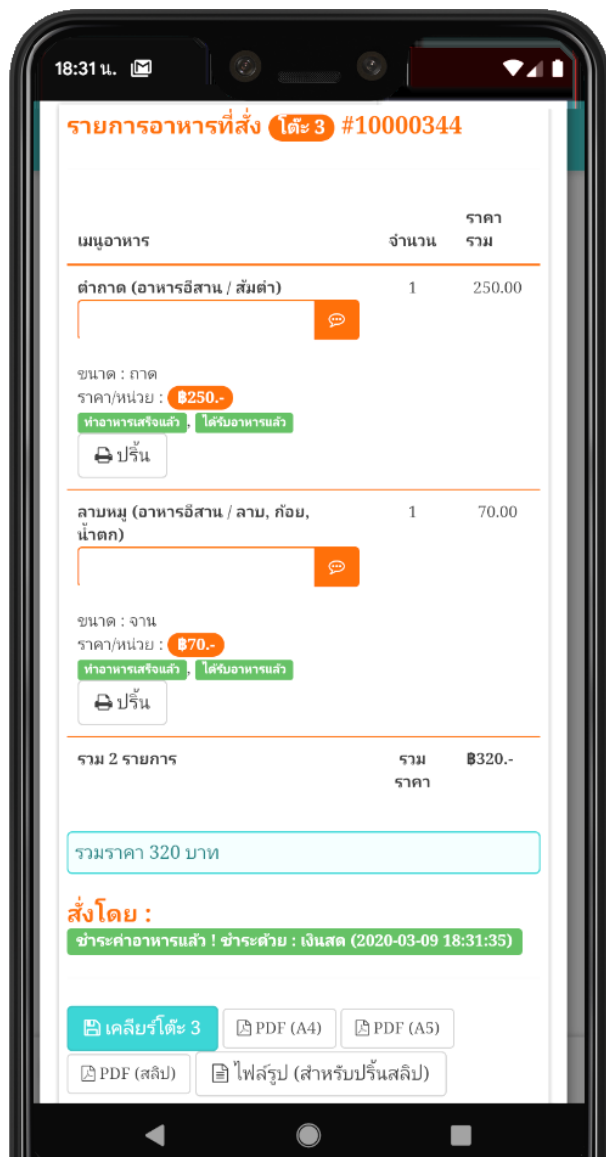 18:31 น.
รายการอาหารที่สั่ง โต๊ะ 3 #10000344
เมนูอาหาร จำนวน ราคา
รวม
ตำถาด (อาหารอีสาน / ส้มตำ) 1 250.00
ขนาด : ถาด
ราคา/หน่วย : ฿250.-
ทำอาหารเสร็จแล้ว , ได้รับอาหารแล้ว
ปริ้น
ลาบหมู (อาหารอีสาน / ลาบ, ก้อย, 1 70.00
น้ำตก)
ขนาด : จาน
ราคา/หน่วย : ฿70.-
ทำอาหารเสร็จแล้ว , ได้รับอาหารแล้ว
ปริ้น
รวม 2 รายการ รวม ฿320.-
ราคา
รวมราคา 320 บาท
สั่งโดย :
ชำระค่าอาหารแล้ว ! ชำระด้วย : เงินสด (2020-03-09 18:31:35)
เคลียร์โต๊ะ 3 PDF (A4) PDF (A5)
PDF (สลิป) ไฟล์รูป (สำหรับปริ้นสลิป)